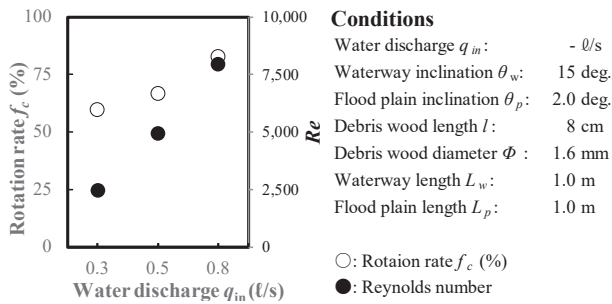 Rotation rate f_c (%)
100
75
50
25
0
10,000
7,500
5,000
2,500
0
Re
0.3 0.5 0.8
Water discharge q_in (ℓ/s)
Conditions
Water discharge q_in : - ℓ/s
Waterway inclination θ_w : 15 deg.
Flood plain inclination θ_p : 2.0 deg.
Debris wood length l : 8 cm
Debris wood diameter Φ : 1.6 mm
Waterway length L_w : 1.0 m
Flood plain length L_p : 1.0 m
○: Rotaion rate f_c (%)
●: Reynolds number